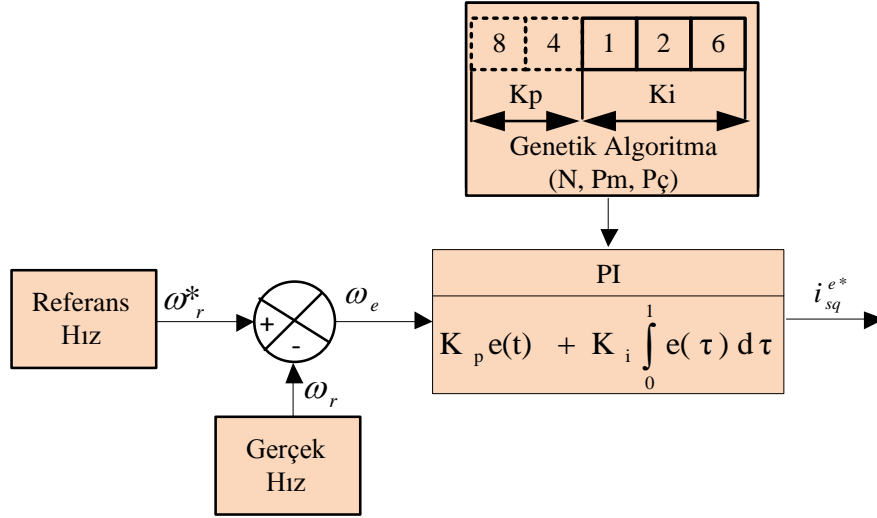 8 4 1 2 6
Kp Ki
Genetik Algoritma
(N, Pm, Pç)
Referans
Hız
ω*r
+
-
ωe
ωr
Gerçek
Hız
PI
K p e(t) + K i ∫ 0 1 e( τ ) d τ
i sq e*